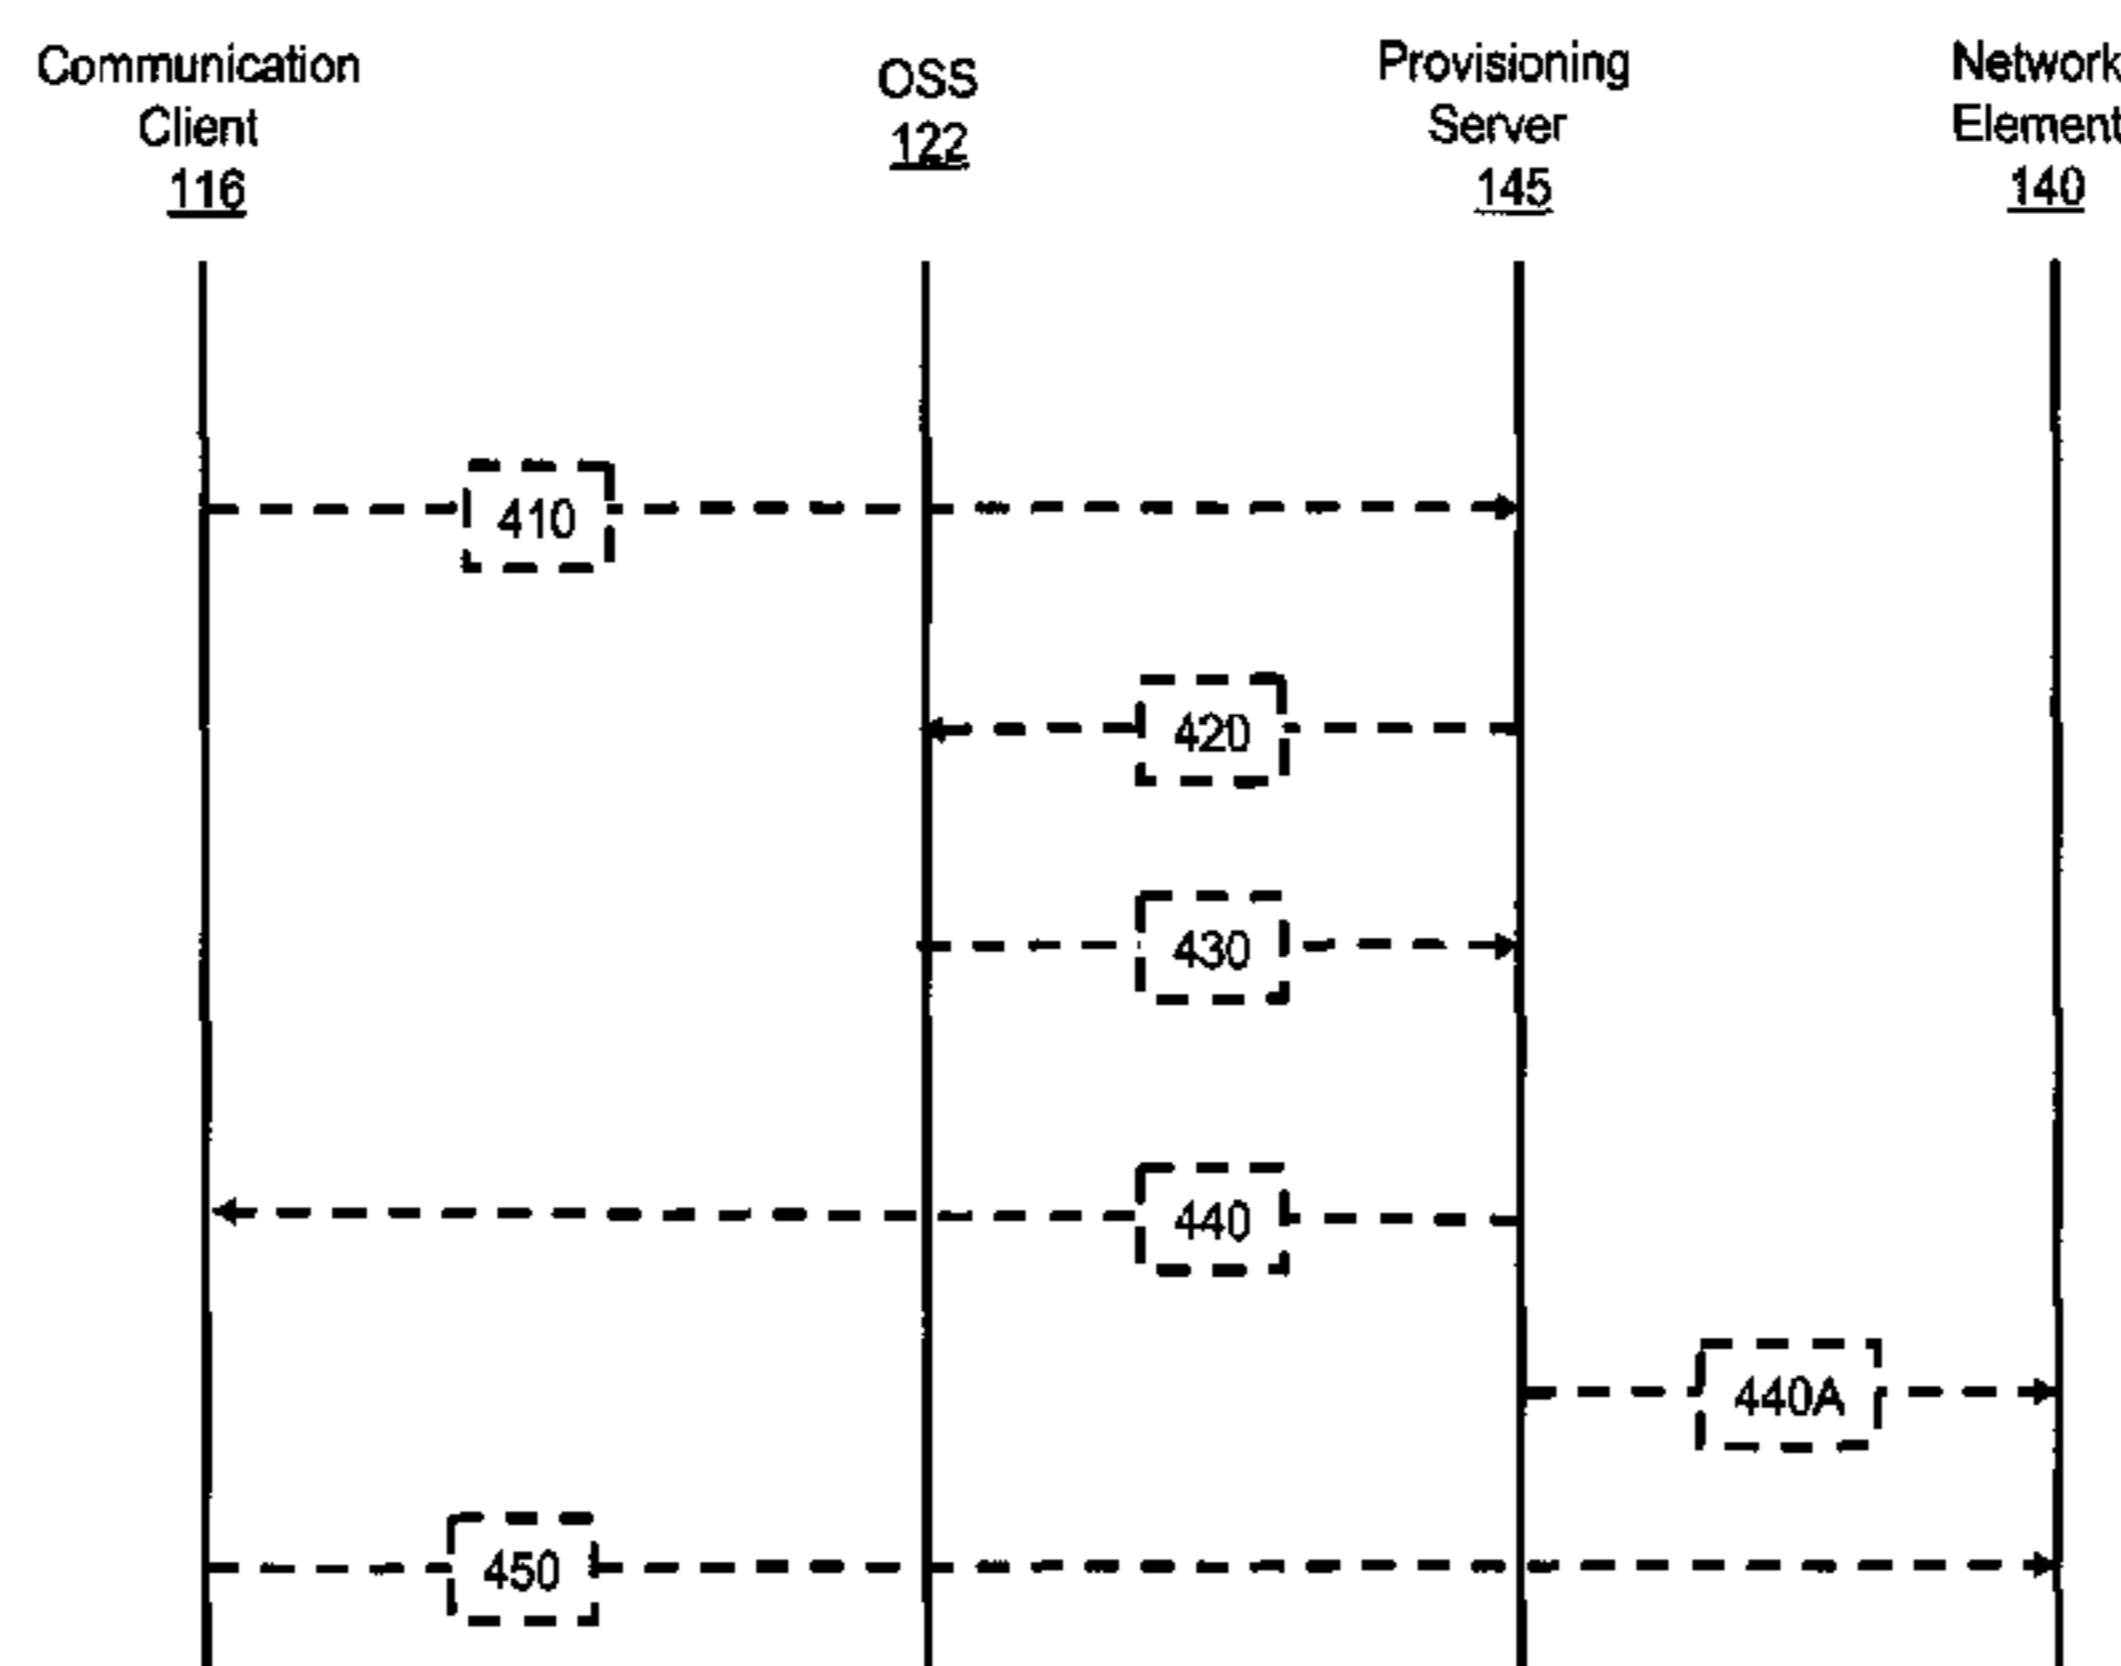 Communication
Client
116
OSS
122
Provisioning
Server
145
Network
Element
140
410
420
430
440
440A
450